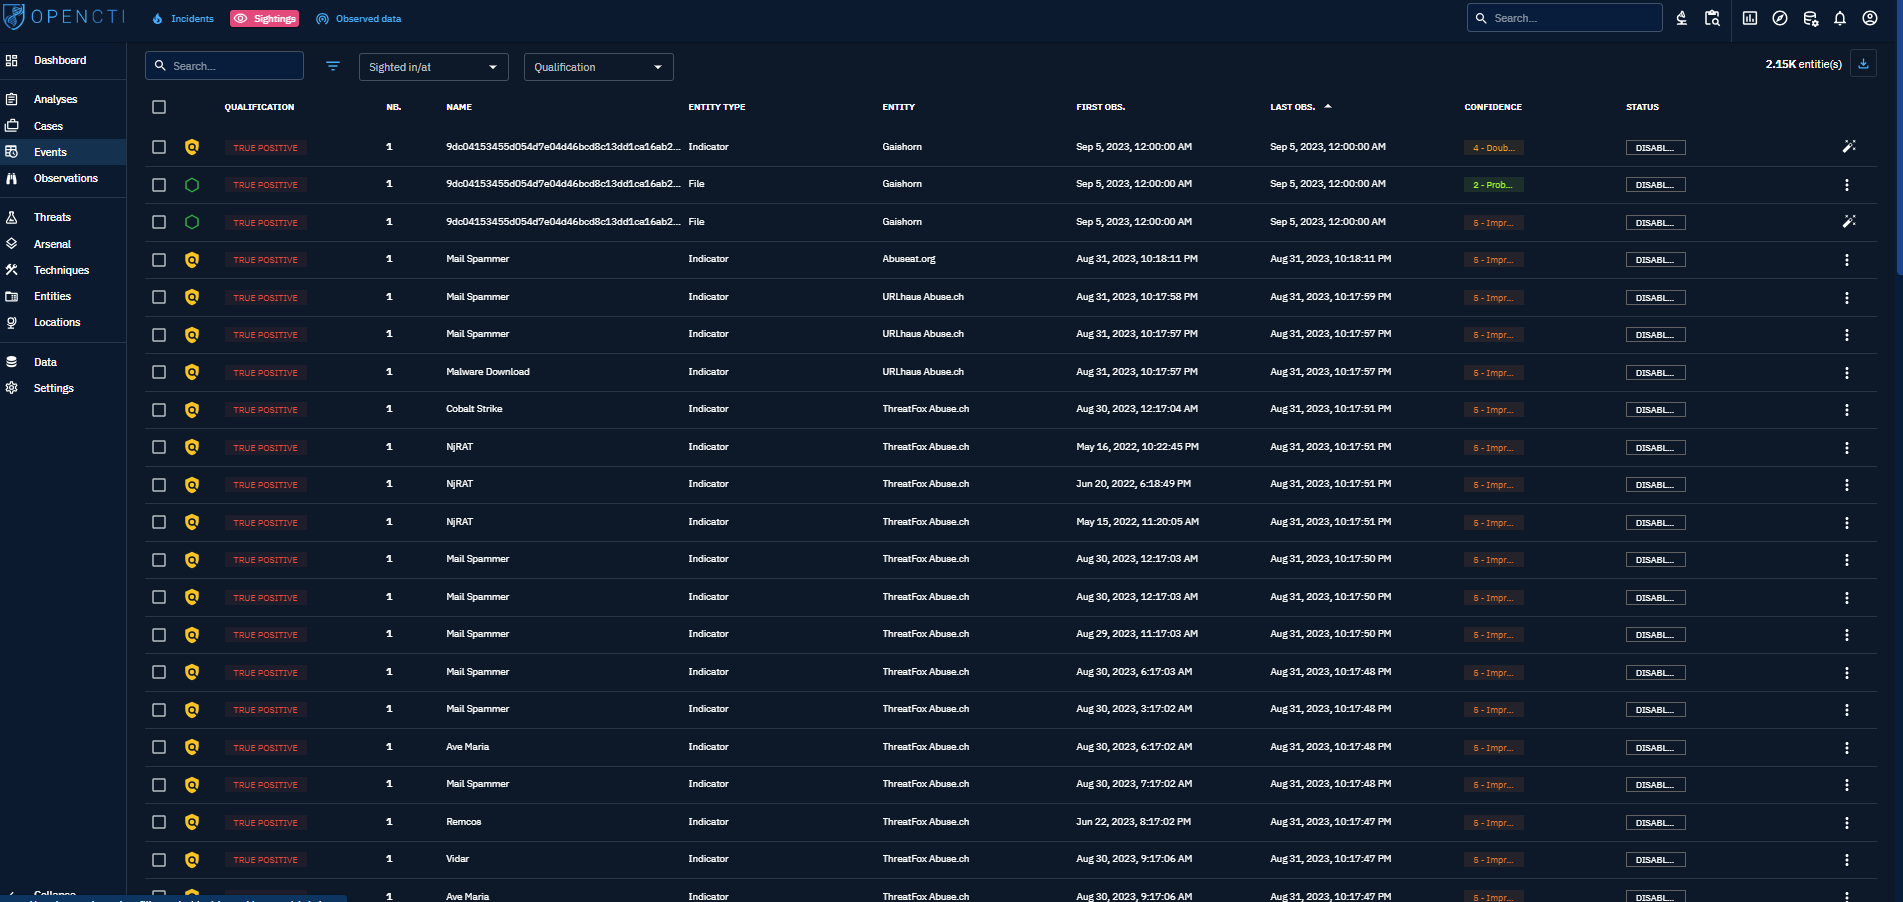 OPENCTI
Incidents Sightings Observed data Search...
Dashboard
Analyses
Cases
Events
Observations
Threats
Arsenal
Techniques
Entities
Locations
Data
Settings
Search... Sighted in/at Qualification 2.15K entitie(s)
QUALIFICATION NB. NAME ENTITY TYPE ENTITY FIRST OBS. LAST OBS. CONFIDENCE STATUS
TRUE POSITIVE 1 9dc04153455d054d7e04d46bcd8c13dd1ca16ab2... Indicator Gaishorn Sep 5, 2023, 12:00:00 AM Sep 5, 2023, 12:00:00 AM 4 - Doub... DISABL...
TRUE POSITIVE 1 9dc04153455d054d7e04d46bcd8c13dd1ca16ab2... File Gaishorn Sep 5, 2023, 12:00:00 AM Sep 5, 2023, 12:00:00 AM 2 - Prob... DISABL...
TRUE POSITIVE 1 9dc04153455d054d7e04d46bcd8c13dd1ca16ab2... File Gaishorn Sep 5, 2023, 12:00:00 AM Sep 5, 2023, 12:00:00 AM 5 - Impr... DISABL...
TRUE POSITIVE 1 Mail Spammer Indicator Abuseat.org Aug 31, 2023, 10:18:11 PM Aug 31, 2023, 10:18:11 PM 5 - Impr... DISABL...
TRUE POSITIVE 1 Mail Spammer Indicator URLhaus Abuse.ch Aug 31, 2023, 10:17:58 PM Aug 31, 2023, 10:17:59 PM 5 - Impr... DISABL...
TRUE POSITIVE 1 Mail Spammer Indicator URLhaus Abuse.ch Aug 31, 2023, 10:17:57 PM Aug 31, 2023, 10:17:57 PM 5 - Impr... DISABL...
TRUE POSITIVE 1 Malware Download Indicator URLhaus Abuse.ch Aug 31, 2023, 10:17:57 PM Aug 31, 2023, 10:17:57 PM 5 - Impr... DISABL...
TRUE POSITIVE 1 Cobalt Strike Indicator ThreatFox Abuse.ch Aug 30, 2023, 12:17:04 AM Aug 31, 2023, 10:17:51 PM 5 - Impr... DISABL...
TRUE POSITIVE 1 NjRAT Indicator ThreatFox Abuse.ch May 16, 2022, 10:22:45 PM Aug 31, 2023, 10:17:51 PM 5 - Impr... DISABL...
TRUE POSITIVE 1 NjRAT Indicator ThreatFox Abuse.ch Jun 20, 2022, 6:18:49 PM Aug 31, 2023, 10:17:51 PM 5 - Impr... DISABL...
TRUE POSITIVE 1 NjRAT Indicator ThreatFox Abuse.ch May 15, 2022, 11:20:05 AM Aug 31, 2023, 10:17:51 PM 5 - Impr... DISABL...
TRUE POSITIVE 1 Mail Spammer Indicator ThreatFox Abuse.ch Aug 30, 2023, 12:17:03 AM Aug 31, 2023, 10:17:50 PM 5 - Impr... DISABL...
TRUE POSITIVE 1 Mail Spammer Indicator ThreatFox Abuse.ch Aug 30, 2023, 12:17:03 AM Aug 31, 2023, 10:17:50 PM 5 - Impr... DISABL...
TRUE POSITIVE 1 Mail Spammer Indicator ThreatFox Abuse.ch Aug 29, 2023, 11:17:03 AM Aug 31, 2023, 10:17:50 PM 5 - Impr... DISABL...
TRUE POSITIVE 1 Mail Spammer Indicator ThreatFox Abuse.ch Aug 30, 2023, 6:17:03 AM Aug 31, 2023, 10:17:48 PM 5 - Impr... DISABL...
TRUE POSITIVE 1 Mail Spammer Indicator ThreatFox Abuse.ch Aug 30, 2023, 3:17:02 AM Aug 31, 2023, 10:17:48 PM 5 - Impr... DISABL...
TRUE POSITIVE 1 Ave Maria Indicator ThreatFox Abuse.ch Aug 30, 2023, 6:17:02 AM Aug 31, 2023, 10:17:48 PM 5 - Impr... DISABL...
TRUE POSITIVE 1 Mail Spammer Indicator ThreatFox Abuse.ch Aug 30, 2023, 7:17:02 AM Aug 31, 2023, 10:17:48 PM 5 - Impr... DISABL...
TRUE POSITIVE 1 Remcos Indicator ThreatFox Abuse.ch Jun 22, 2023, 8:17:02 PM Aug 31, 2023, 10:17:47 PM 5 - Impr... DISABL...
TRUE POSITIVE 1 Vidar Indicator ThreatFox Abuse.ch Aug 30, 2023, 9:17:06 AM Aug 31, 2023, 10:17:47 PM 5 - Impr... DISABL...
1 Ave Maria Indicator ThreatFox Abuse.ch Aug 30, 2023, 9:17:06 AM Aug 31, 2023, 10:17:47 PM 5 - Impr... DISABL...
Collapse